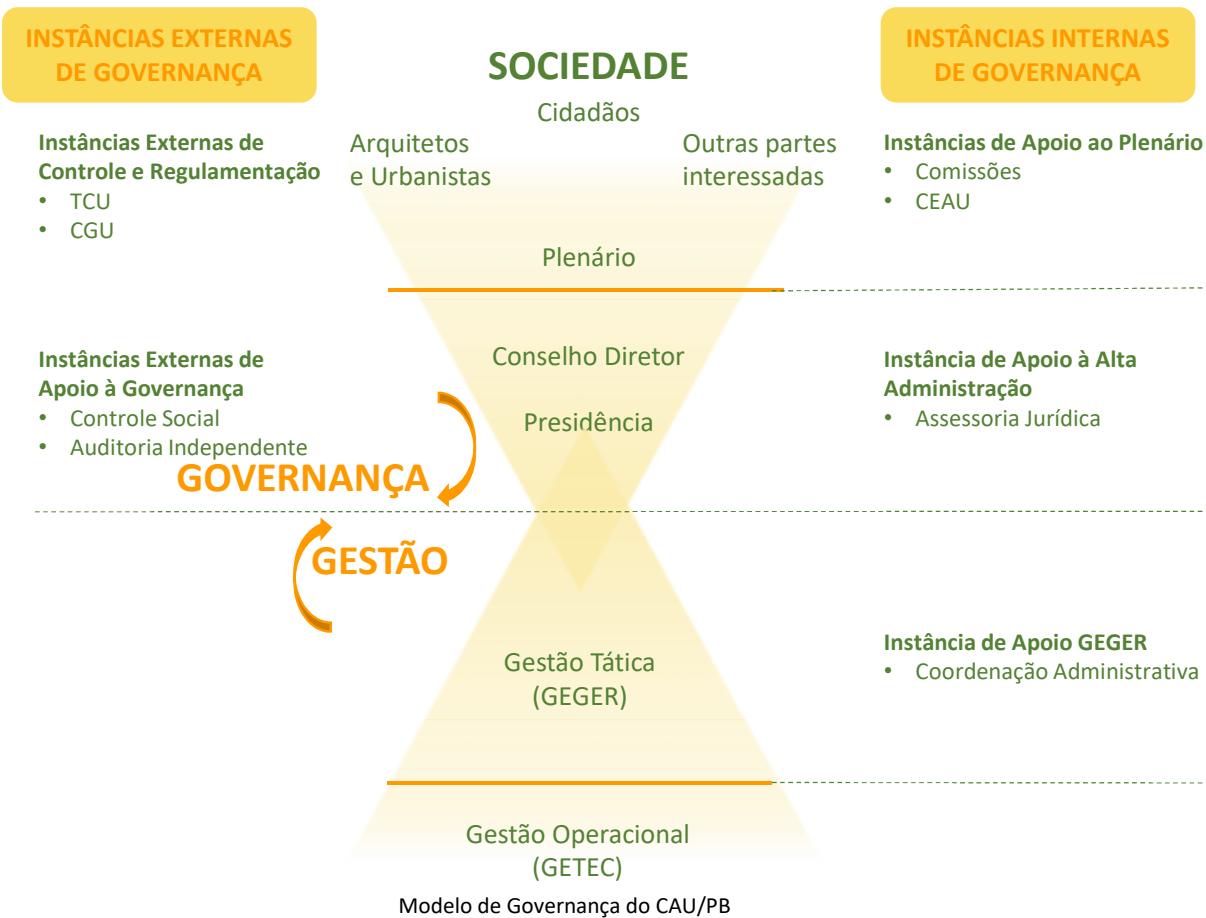 INSTÂNCIAS EXTERNAS
DE GOVERNANÇA
Instâncias Externas de
Controle e Regulamentação
• TCU
• CGU
Instâncias Externas de
Apoio à Governança
• Controle Social
• Auditoria Independente
SOCIEDADE
Cidadãos
Arquitetos
e Urbanistas
Outras partes
interessadas
Plenário
Conselho Diretor
Presidência
GOVERNANÇA
GESTÃO
Gestão Tática
(GEGER)
Gestão Operacional
(GETEC)
INSTÂNCIAS INTERNAS
DE GOVERNANÇA
Instâncias de Apoio ao Plenário
• Comissões
• CEAU
Instância de Apoio à Alta
Administração
• Assessoria Jurídica
Instância de Apoio GEGER
• Coordenação Administrativa
Modelo de Governança do CAU/PB